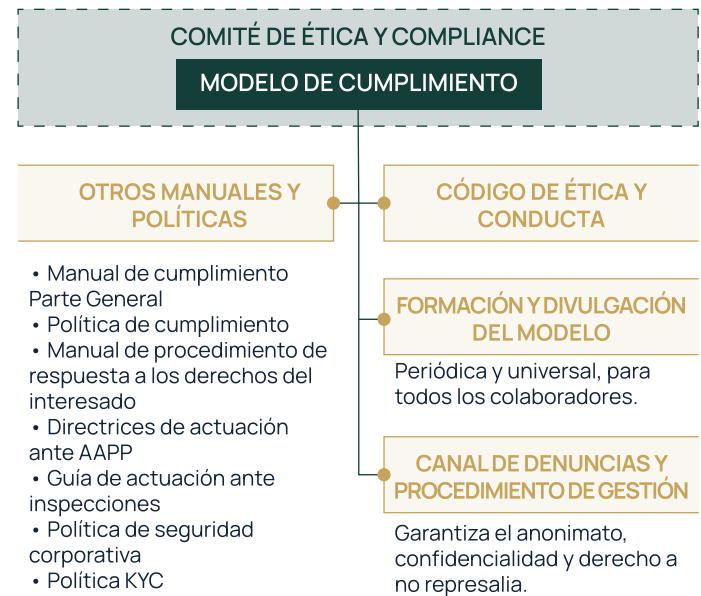 COMITÉ DE ÉTICA Y COMPLIANCE
MODELO DE CUMPLIMIENTO
OTROS MANUALES Y
POLÍTICAS
• Manual de cumplimiento
Parte General
• Política de cumplimiento
• Manual de procedimiento de
respuesta a los derechos del
interesado
• Directrices de actuación
ante AAPP
• Guía de actuación ante
inspecciones
• Política de seguridad
corporativa
• Política KYC
CÓDIGO DE ÉTICA Y
CONDUCTA
FORMACIÓN Y DIVULGACIÓN
DEL MODELO
Periódica y universal, para
todos los colaboradores.
CANAL DE DENUNCIAS Y
PROCEDIMIENTO DE GESTIÓN
Garantiza el anonimato,
confidencialidad y derecho a
no represalia.